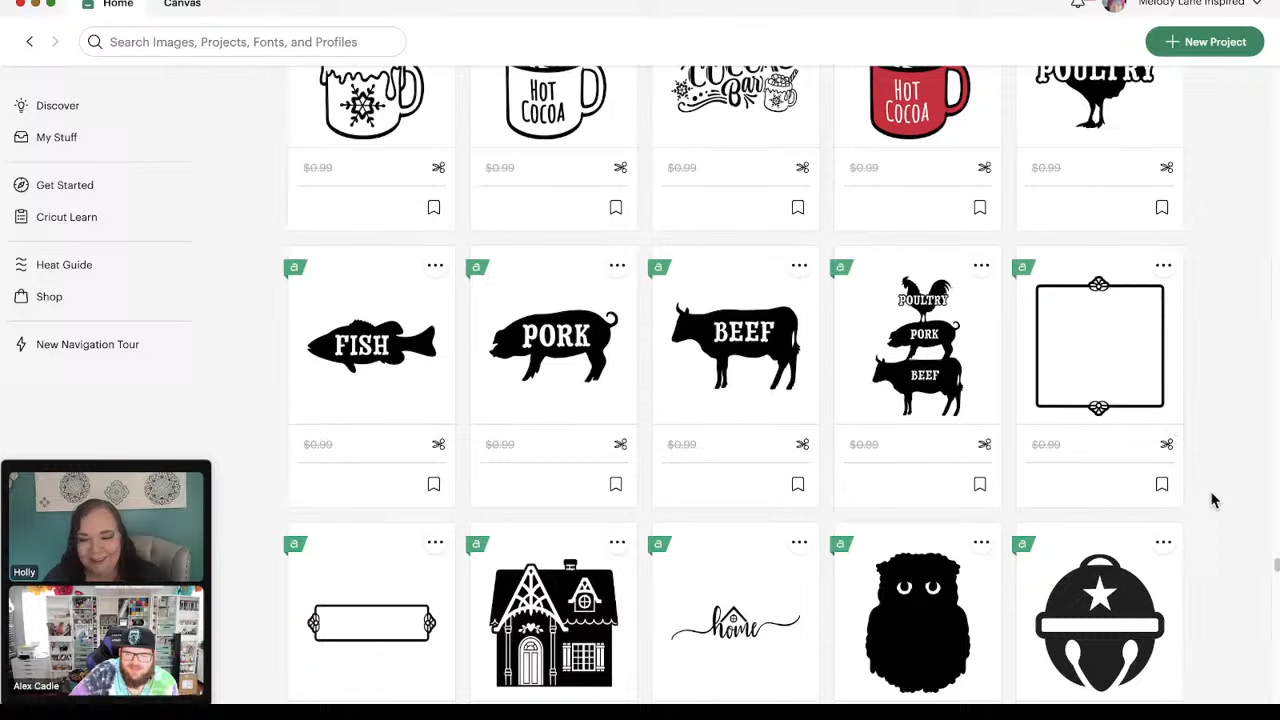 Home
Canvas
Melody Lane Inspired
Search Images, Projects, Fonts, and Profiles
New Project
Discover
My Stuff
Get Started
Cricut Learn
Heat Guide
Shop
New Navigation Tour
HOT
COCOA
COCOA
Bar
HOT
COCOA
POULTRY
$0.99
$0.99
$0.99
$0.99
$0.99
a
a
a
a
a
FISH
PORK
BEEF
POULTRY
PORK
BEEF
$0.99
$0.99
$0.99
$0.99
$0.99
a
a
a
a
a
home
Holly
Alex Cadle